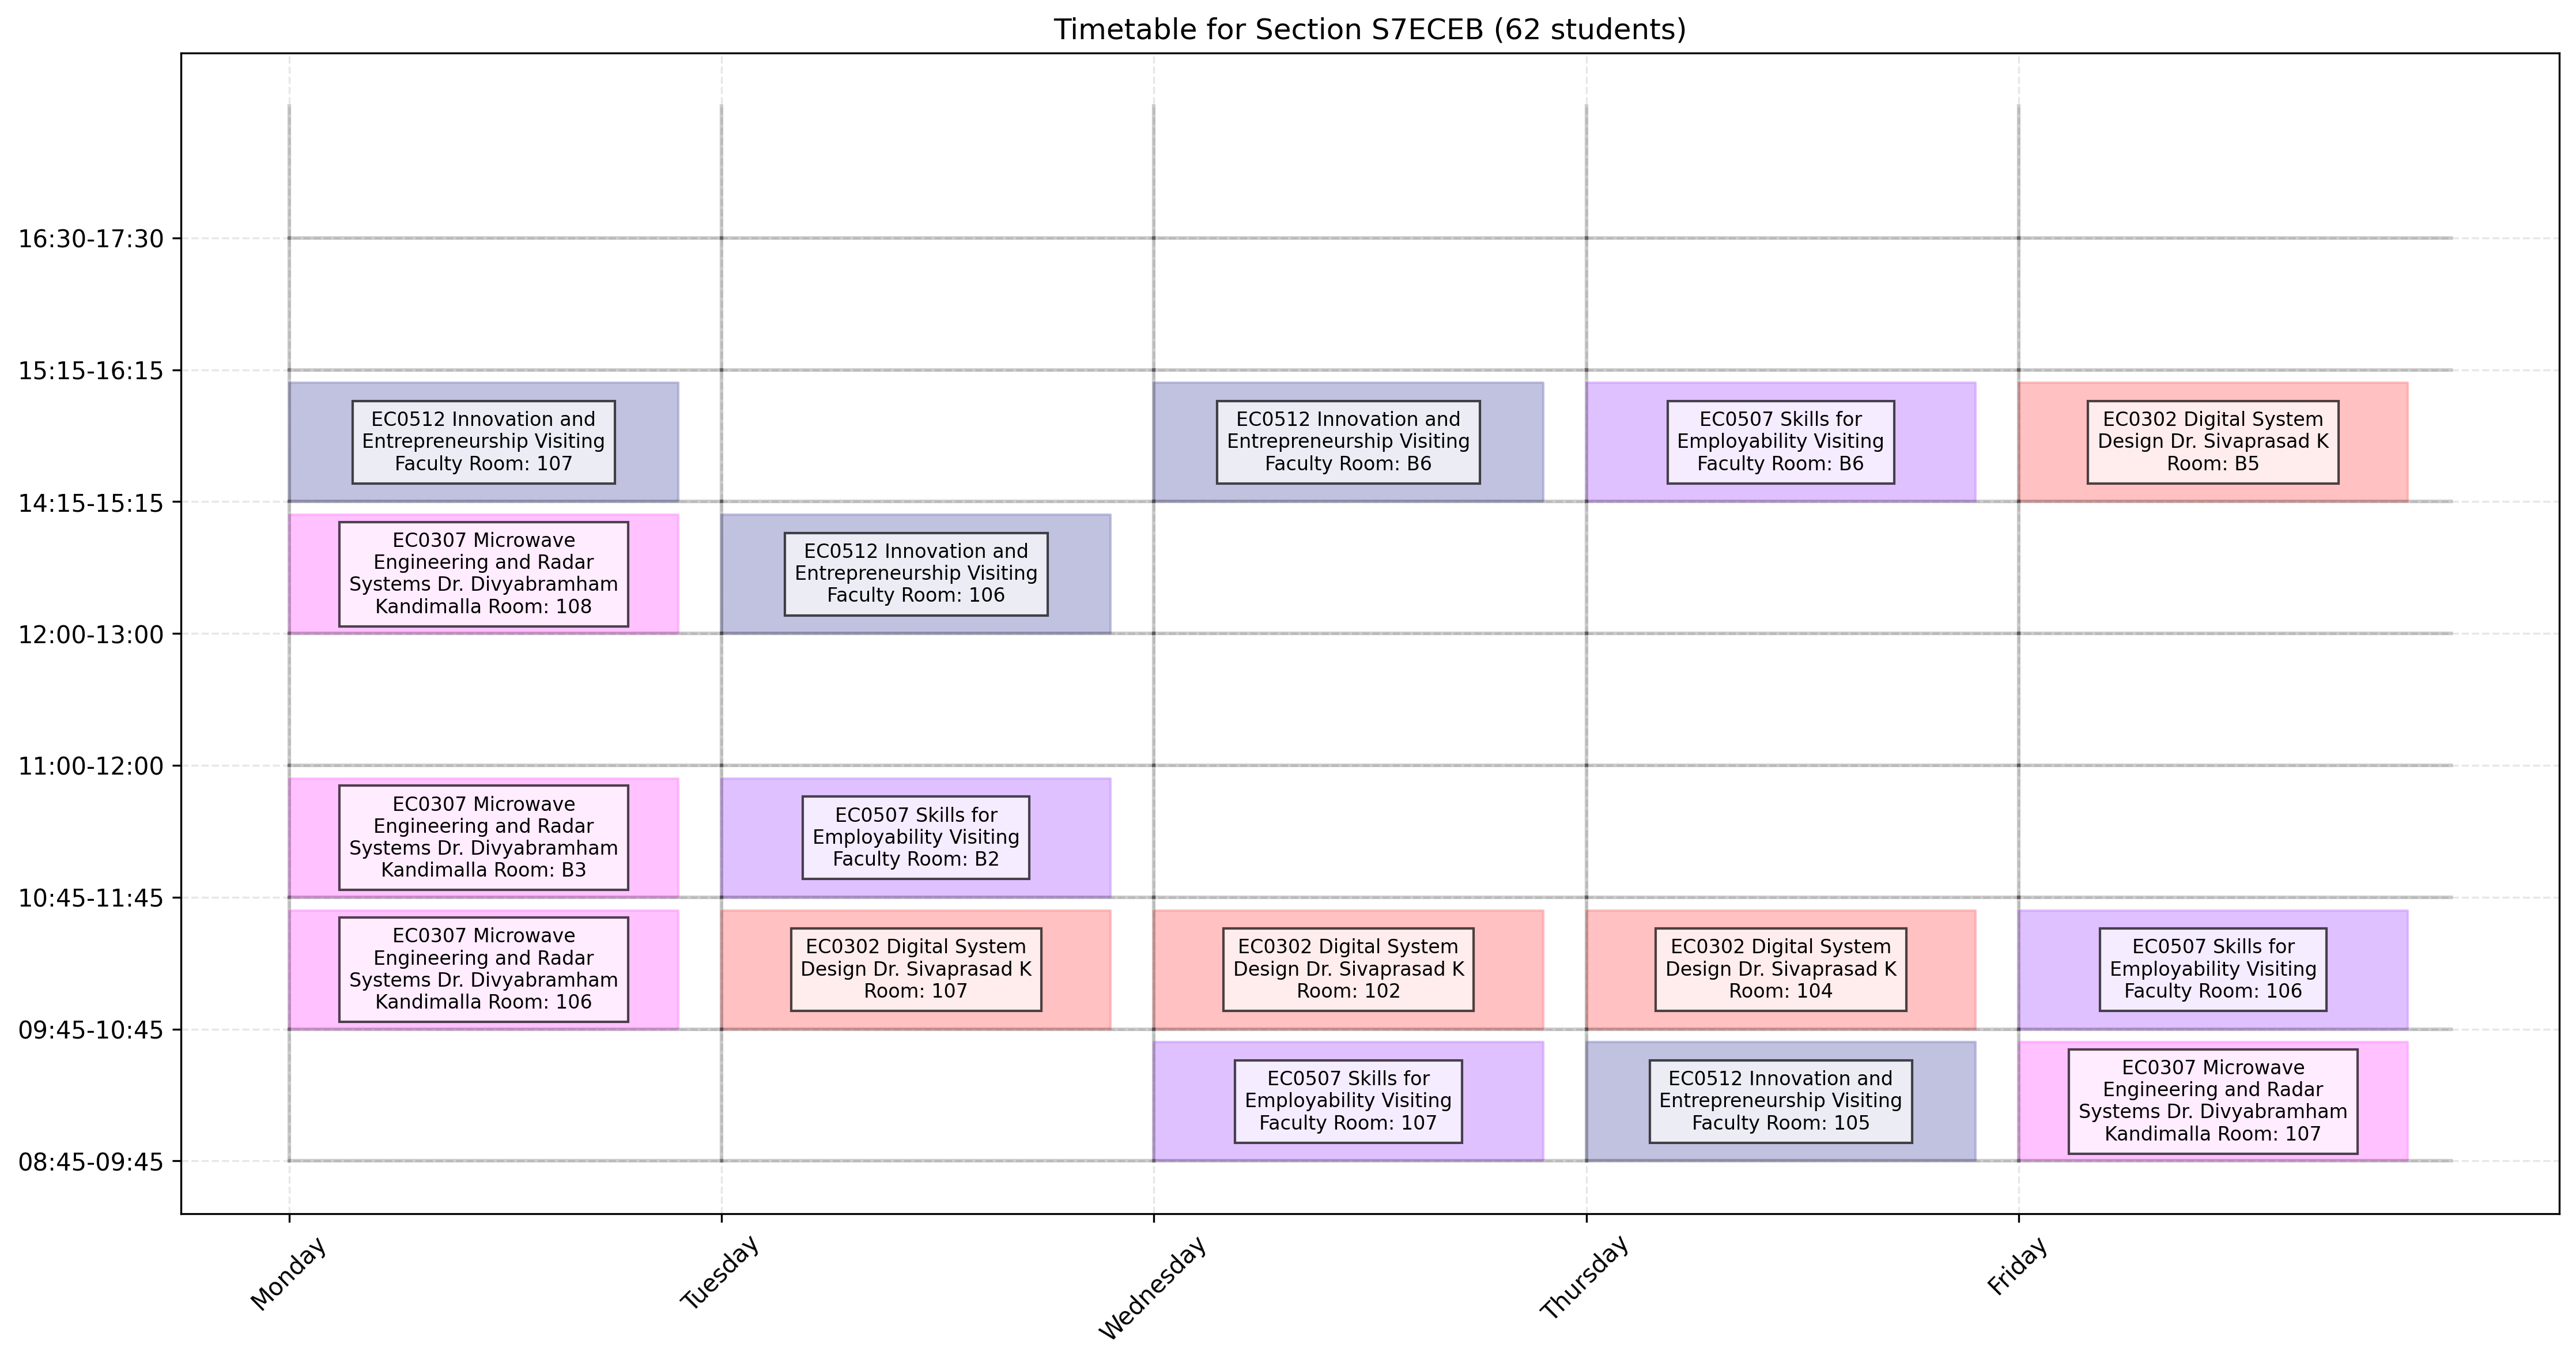 Timetable for Section S7ECEB (62 students)
16:30-17:30
15:15-16:15
EC0512 Innovation and
Entrepreneurship Visiting
Faculty Room: 107
EC0512 Innovation and
Entrepreneurship Visiting
Faculty Room: B6
EC0507 Skills for
Employability Visiting
Faculty Room: B6
EC0302 Digital System
Design Dr. Sivaprasad K
Room: B5
14:15-15:15
EC0307 Microwave
Engineering and Radar
Systems Dr. Divyabramham
Kandimalla Room: 108
EC0512 Innovation and
Entrepreneurship Visiting
Faculty Room: 106
12:00-13:00
11:00-12:00
EC0307 Microwave
Engineering and Radar
Systems Dr. Divyabramham
Kandimalla Room: B3
EC0507 Skills for
Employability Visiting
Faculty Room: B2
10:45-11:45
EC0307 Microwave
Engineering and Radar
Systems Dr. Divyabramham
Kandimalla Room: 106
EC0302 Digital System
Design Dr. Sivaprasad K
Room: 107
EC0302 Digital System
Design Dr. Sivaprasad K
Room: 102
EC0302 Digital System
Design Dr. Sivaprasad K
Room: 104
EC0507 Skills for
Employability Visiting
Faculty Room: 106
09:45-10:45
EC0507 Skills for
Employability Visiting
Faculty Room: 107
EC0512 Innovation and
Entrepreneurship Visiting
Faculty Room: 105
EC0307 Microwave
Engineering and Radar
Systems Dr. Divyabramham
Kandimalla Room: 107
08:45-09:45
Monday
Tuesday
Wednesday
Thursday
Friday